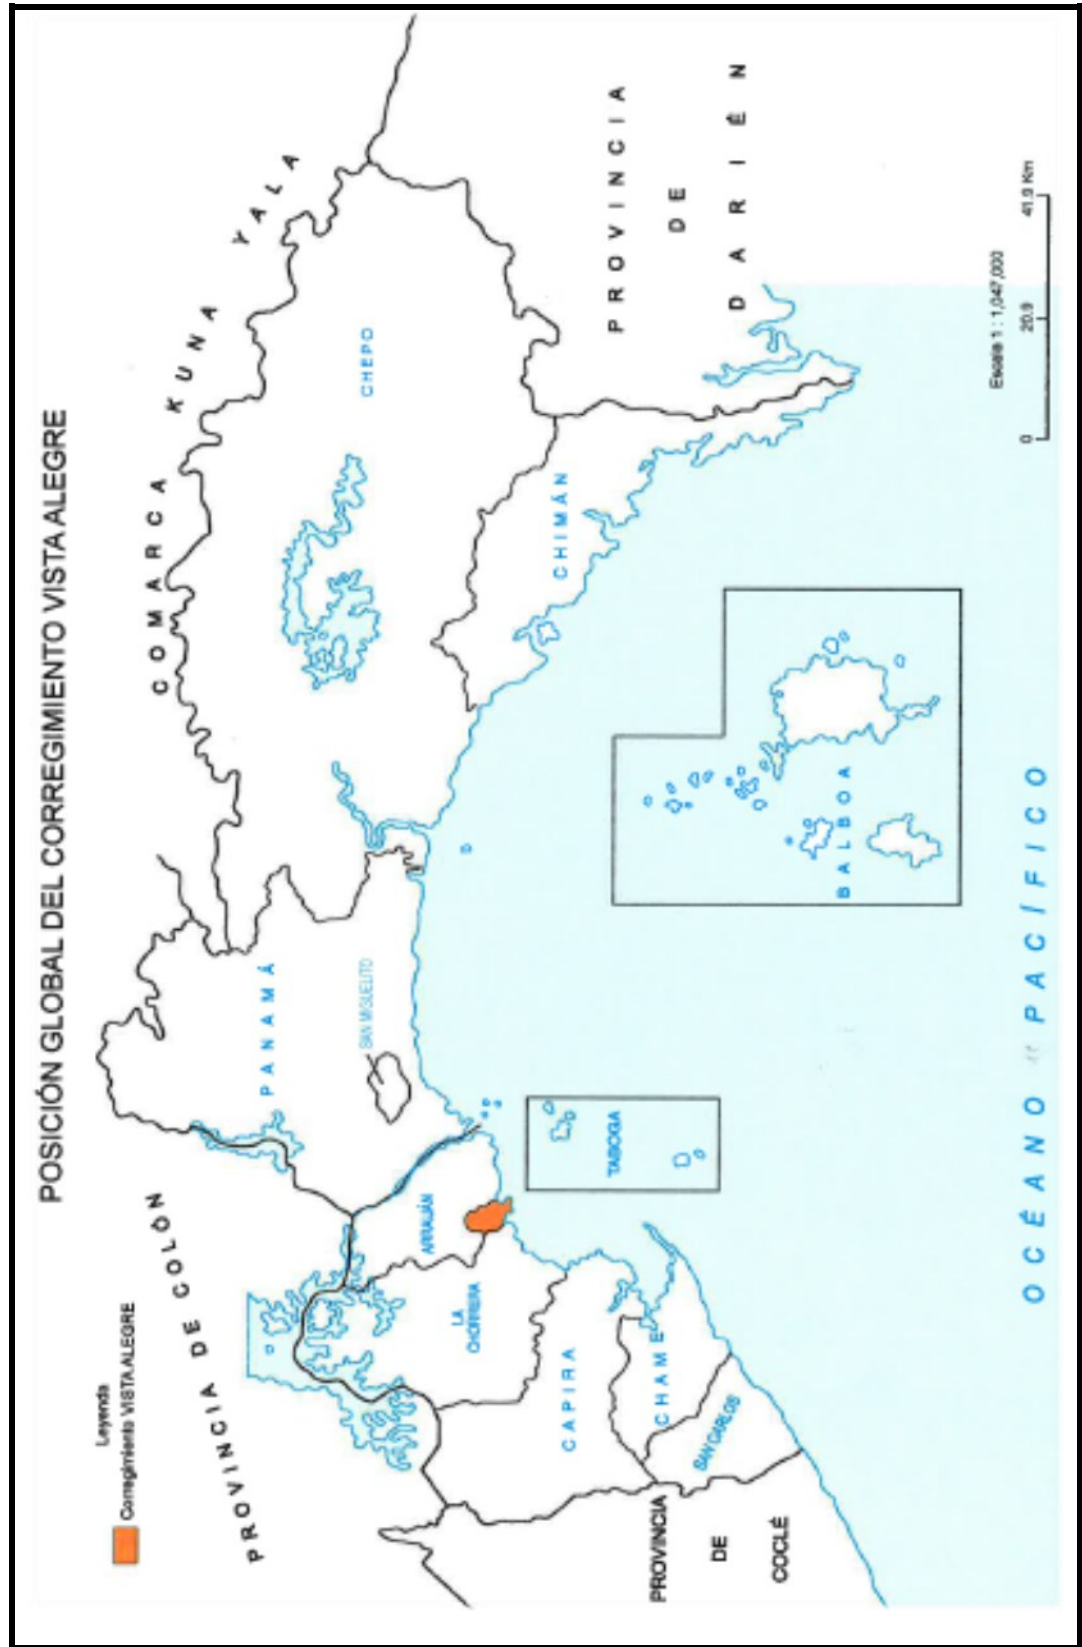 POSICIÓN GLOBAL DEL CORREGIMIENTO VISTA ALEGRE
Leyenda
Corregimiento VISTA ALEGRE
PROVINCIA DE COLÓN
COMARCA KUNA YALA
PANAMÁ
SAN MIGUELITO
CHEPO
ARRAIJÁN
LA
CHORRERA
CHIMÁN
CAPIRA
CHAME
SAN CARLOS
TABOGA
BALBOA
PROVINCIA
DE
COCLÉ
PROVINCIA
DE
DARIÉN
OCÉANO PACÍFICO
Escala 1 : 1,047,000
0 20.9 41.9 Km